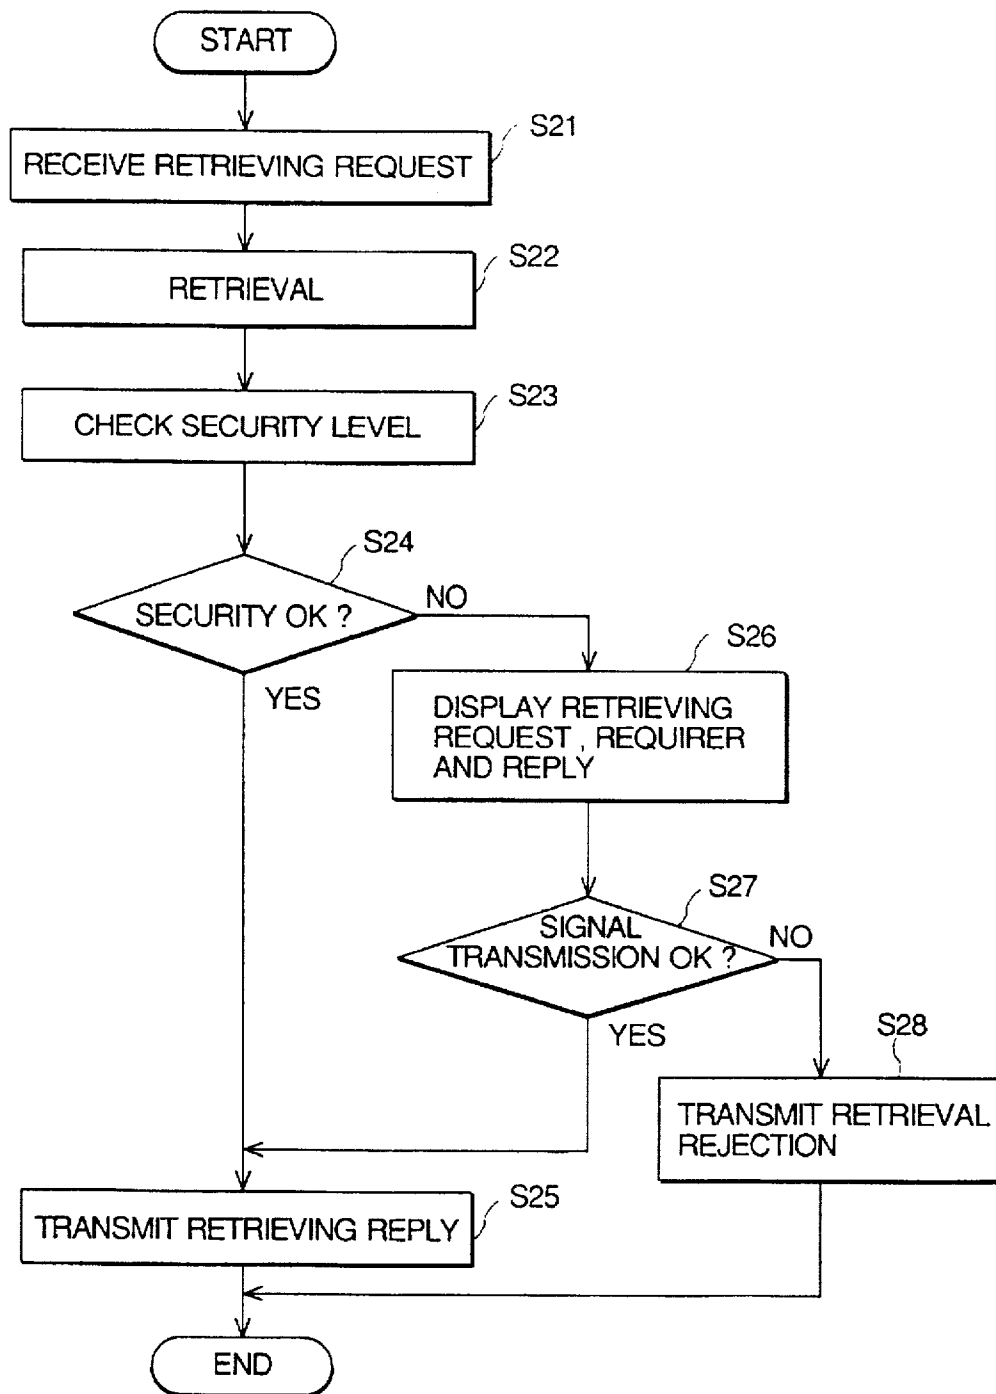 START
S21
RECEIVE RETRIEVING REQUEST
S22
RETRIEVAL
S23
CHECK SECURITY LEVEL
S24
SECURITY OK ?
NO
YES
S26
DISPLAY RETRIEVING
REQUEST , REQUIRER
AND REPLY
S27
SIGNAL
TRANSMISSION OK ?
NO
YES
S28
TRANSMIT RETRIEVAL
REJECTION
S25
TRANSMIT RETRIEVING REPLY
END